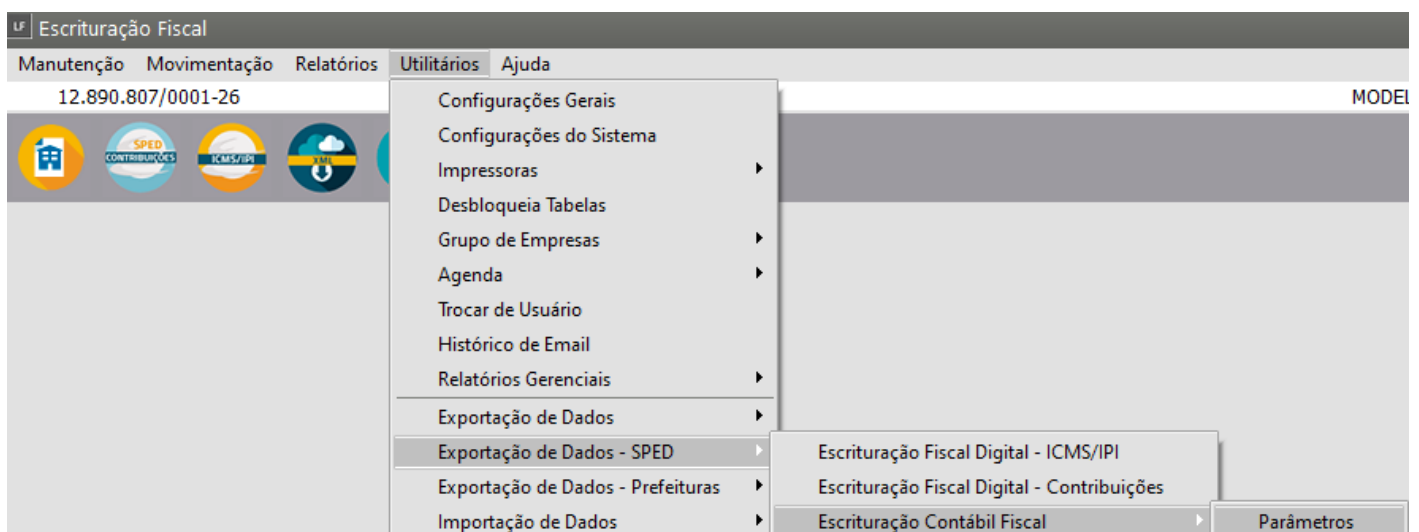 LF Escrituração Fiscal
Manutenção Movimentação Relatórios Utilitários Ajuda
12.890.807/0001-26 MODEL
SPED CONTRIBUIÇÕES ICMS/IPI XML
Configurações Gerais
Configurações do Sistema
Impressoras
Desbloqueia Tabelas
Grupo de Empresas
Agenda
Trocar de Usuário
Histórico de Email
Relatórios Gerenciais
Exportação de Dados
Exportação de Dados - SPED
Exportação de Dados - Prefeituras
Importação de Dados
Escrituração Fiscal Digital - ICMS/IPI
Escrituração Fiscal Digital - Contribuições
Escrituração Contábil Fiscal
Parâmetros